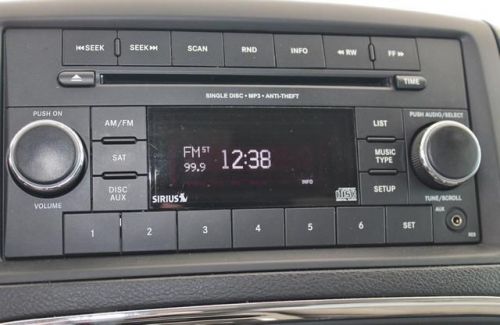 SEEK SEEK SCAN RND INFO RW FF
TIME
SINGLE DISC • MP3 • ANTI-THEFT
PUSH ON
PUSH AUDIO/SELECT
AM/FM
LIST
SAT
MUSIC
TYPE
DISC
AUX
SETUP
FM ST
99.9
12:38
INFO
SIRIUS
VOLUME
TUNE/SCROLL
AUX
1 2 3 4 5 6 SET